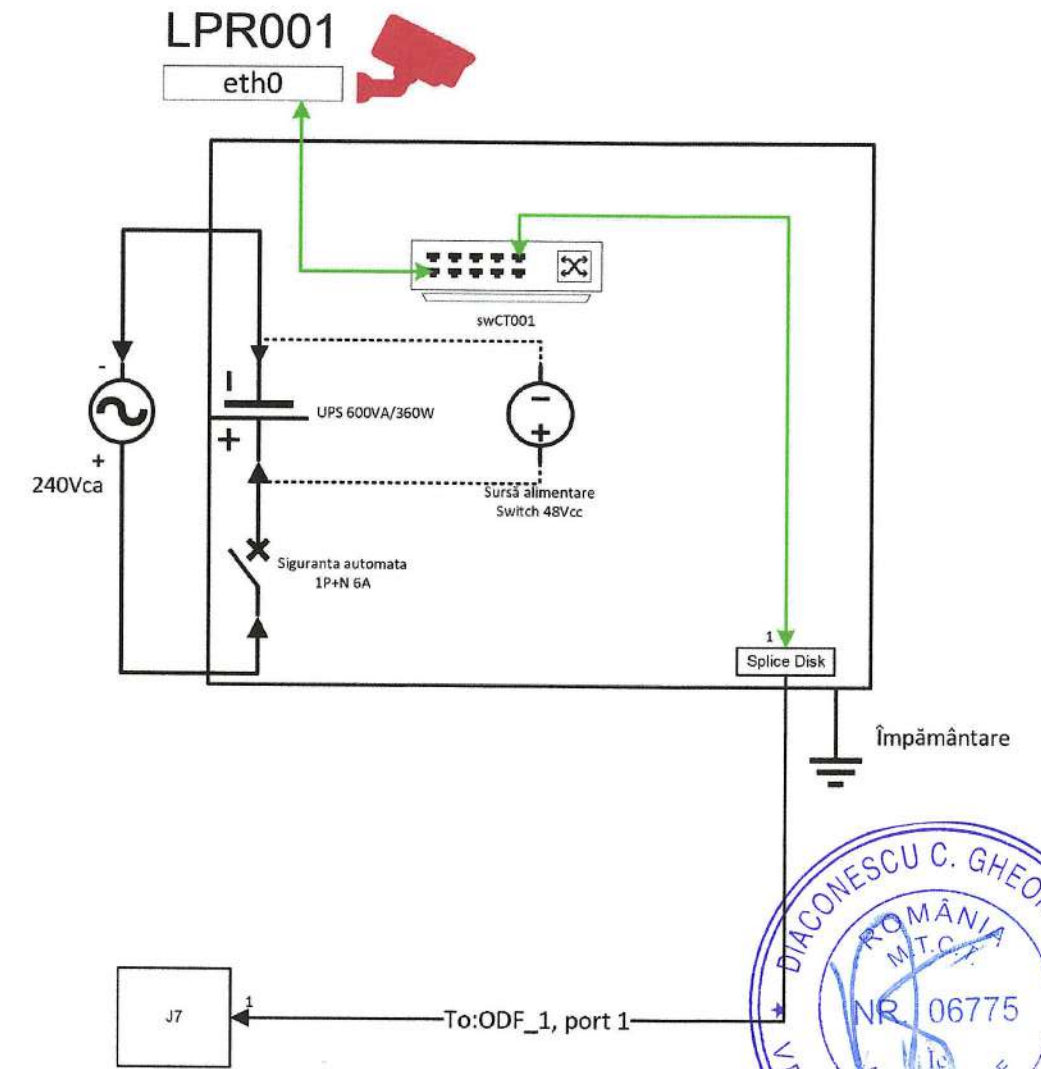 LPR001
eth0
swCT001
-
UPS 600VA/360W
+
240Vca
Sursă alimentare
Switch 48Vcc
Siguranta automata
1P+N 6A
1
Splice Disk
Împământare
J7
1
To:ODF_1, port 1
DIACONESCU C.
ROMÂNIA
M.T.C.T.
NR. 06775